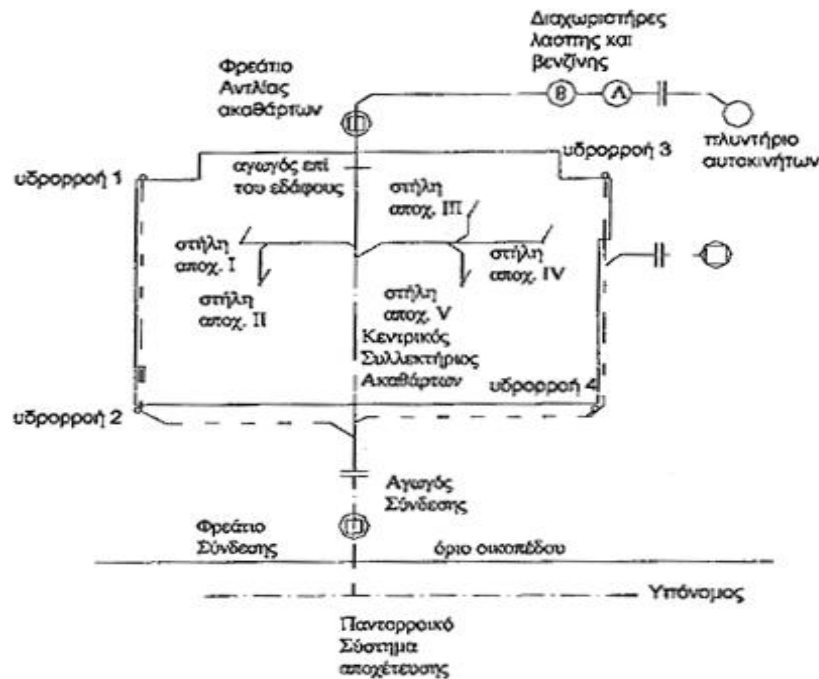 Διαχωριστήρες
λάσπης και
βενζίνης
Φρεάτιο
Αντλίας
ακαθάρτων
Β
Λ
πλυντήριο
αυτοκινήτων
υδρορροή 1
αγωγός επί
του εδάφους
υδρορροή 3
στήλη
αποχ. III
στήλη
αποχ. I
στήλη
αποχ. IV
στήλη
αποχ. II
στήλη
αποχ. V
Κεντρικός
Συλλεκτήριος
Ακαθάρτων
υδρορροή 4
υδρορροή 2
Αγωγός
Σύνδεσης
Φρεάτιο
Σύνδεσης
όριο οικοπέδου
Υπόνομος
Παντορροικό
Σύστημα
αποχέτευσης